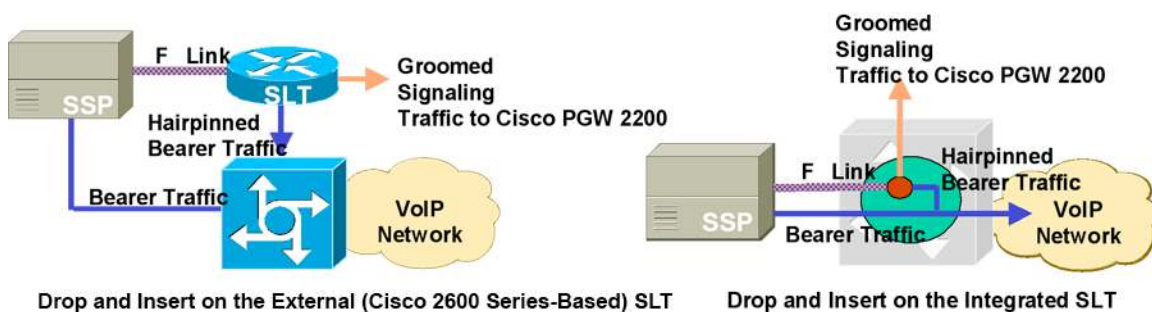 F Link
SSP
SLT
Groomed
Signaling
Traffic to Cisco PGW 2200
Hairpinned
Bearer Traffic
Bearer Traffic
VoIP
Network
Drop and Insert on the External (Cisco 2600 Series-Based) SLT
Groomed
Signaling
Traffic to Cisco PGW 2200
F Link
SSP
Hairpinned
Bearer Traffic
Bearer Traffic
VoIP
Network
Drop and Insert on the Integrated SLT